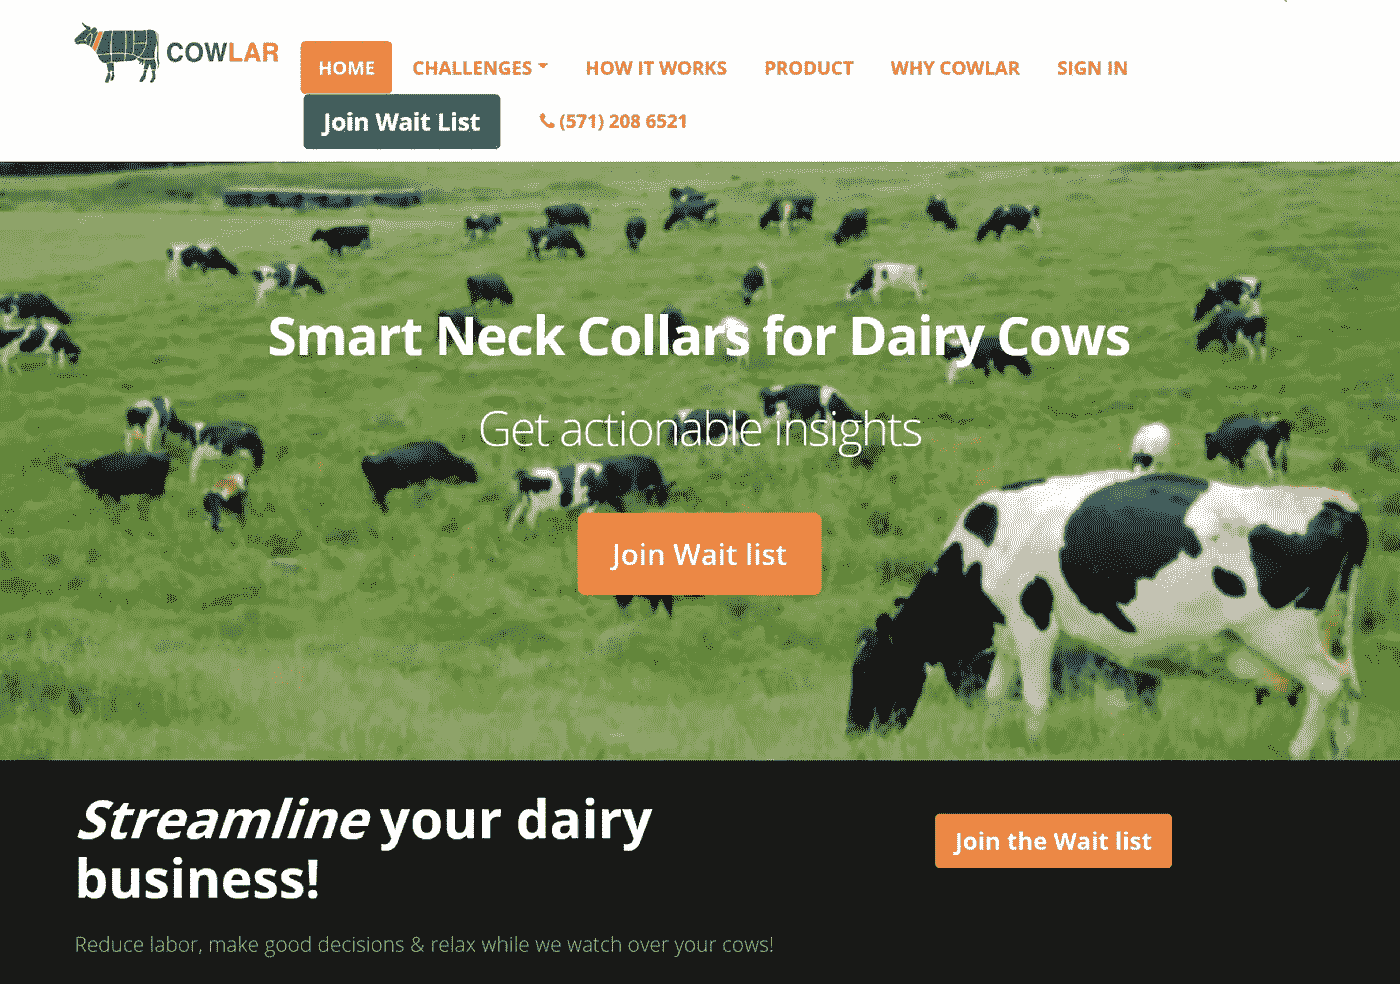 COWLAR
HOME
CHALLENGES
HOW IT WORKS
PRODUCT
WHY COWLAR
SIGN IN
Join Wait List
(571) 208 6521
Smart Neck Collars for Dairy Cows
Get actionable insights
Join Wait list
Streamline your dairy
business!
Join the Wait list
Reduce labor, make good decisions & relax while we watch over your cows!